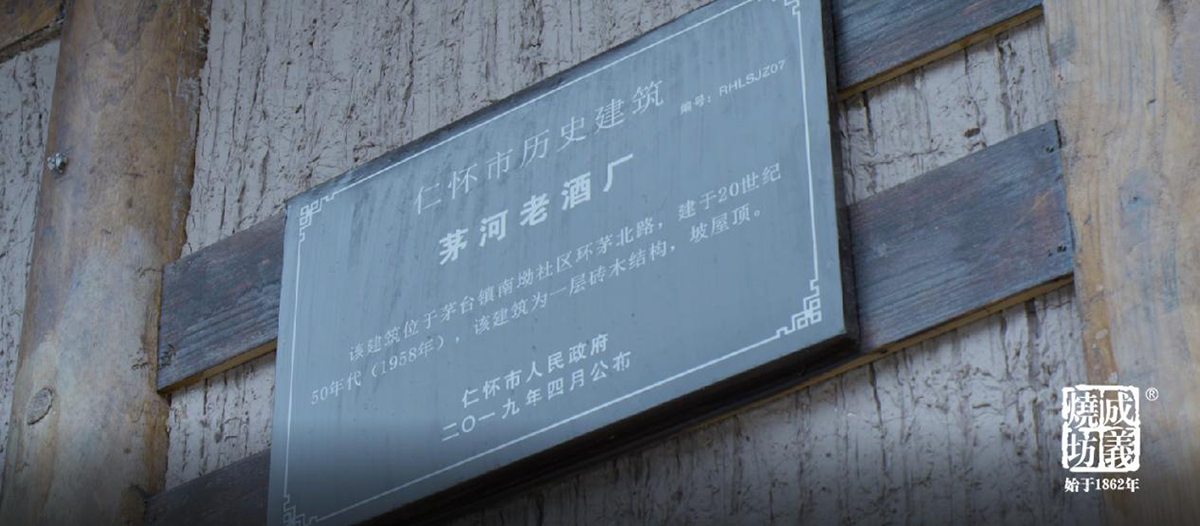 仁怀市历史建筑
编号：RHLSJZ07
茅河老酒厂
该建筑位于茅台镇南坳社区环茅北路，建于20世纪
50年代（1958年），该建筑为一层砖木结构，坡屋顶。
仁怀市人民政府
二〇一九年四月公布
成義
燒坊
®
始于1862年